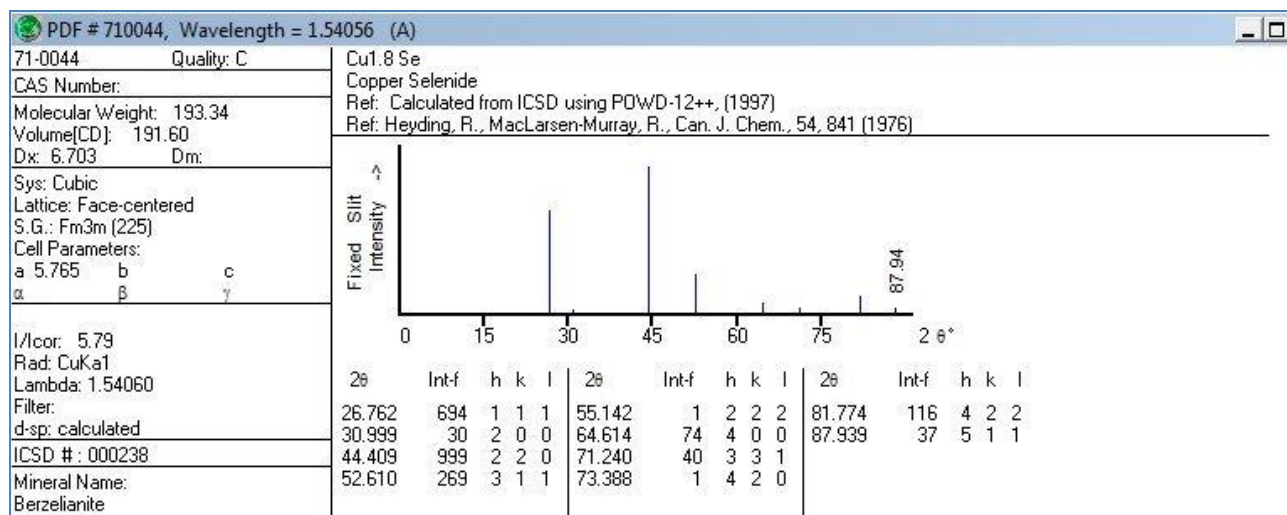 PDF # 710044, Wavelength = 1.54056 (A)
71-0044 Quality: C
CAS Number:
Molecular Weight: 193.34
Volume[CD]: 191.60
Dx: 6.703 Dm:
Sys: Cubic
Lattice: Face-centered
S.G.: Fm3m (225)
Cell Parameters:
a 5.765 b c
α β γ
I/Icor: 5.79
Rad: CuKa1
Lambda: 1.54060
Filter:
d-sp: calculated
ICSD # : 000238
Mineral Name:
Berzelianite
Cu1.8 Se
Copper Selenide
Ref: Calculated from ICSD using POWD-12++, (1997)
Ref: Heyding, R., MacLarsen-Murray, R., Can. J. Chem., 54, 841 (1976)
Fixed Slit
Intensity ->
87.94
0 15 30 45 60 75 2 θ°
2θ Int-f h k l 2θ Int-f h k l 2θ Int-f h k l
26.762 694 1 1 1 55.142 1 2 2 2 81.774 116 4 2 2
30.999 30 2 0 0 64.614 74 4 0 0 87.939 37 5 1 1
44.409 999 2 2 0 71.240 40 3 3 1
52.610 269 3 1 1 73.388 1 4 2 0